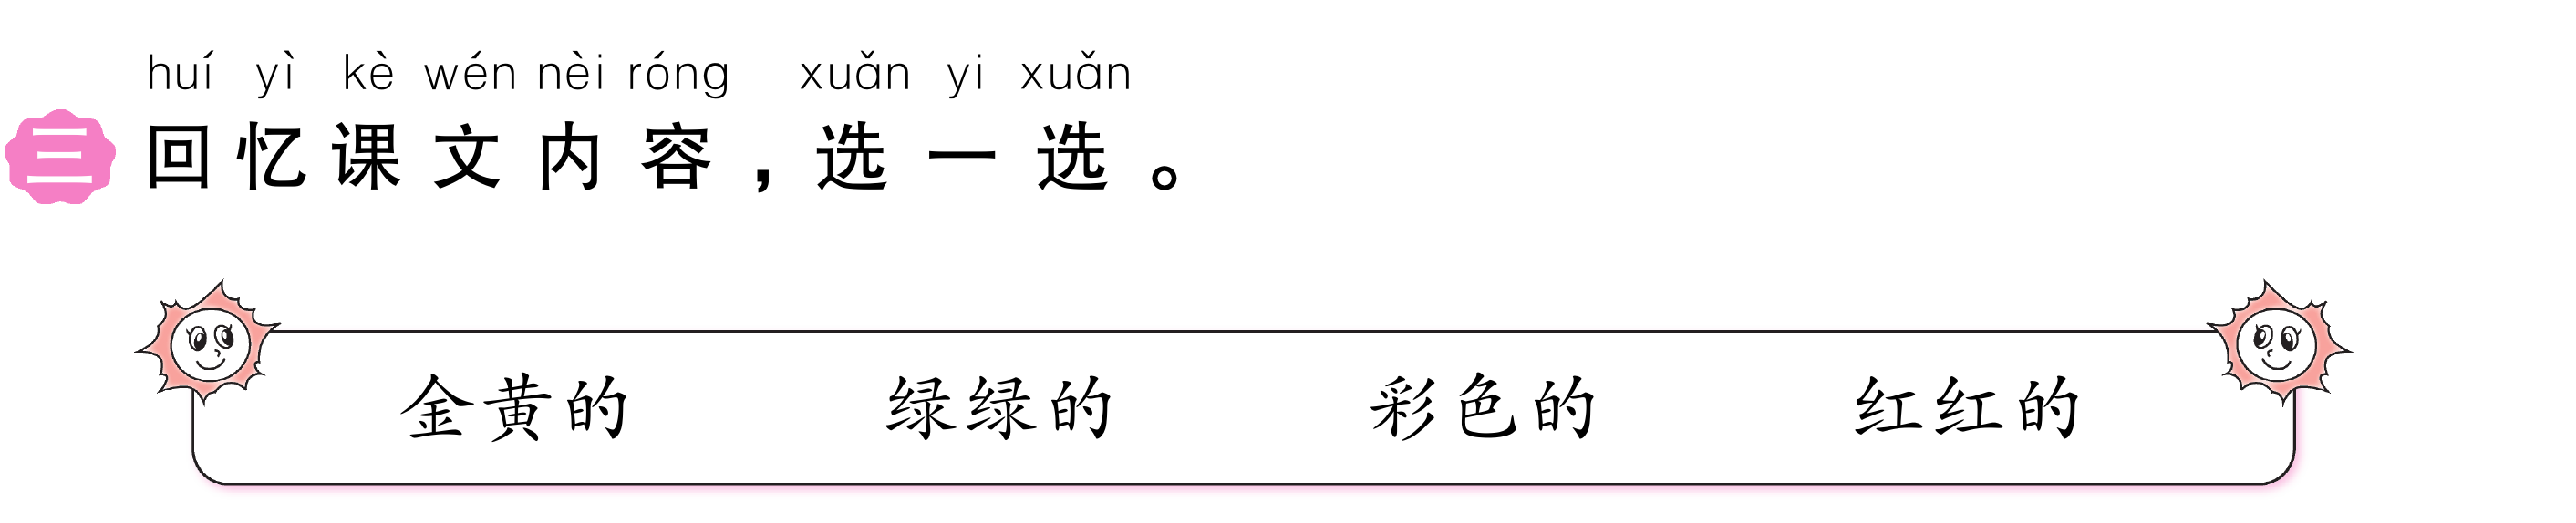 huí yì kè wén nèi róng xuǎn yi xuǎn
三 回忆课文内容,选一选。
金黄的 绿绿的 彩色的 红红的